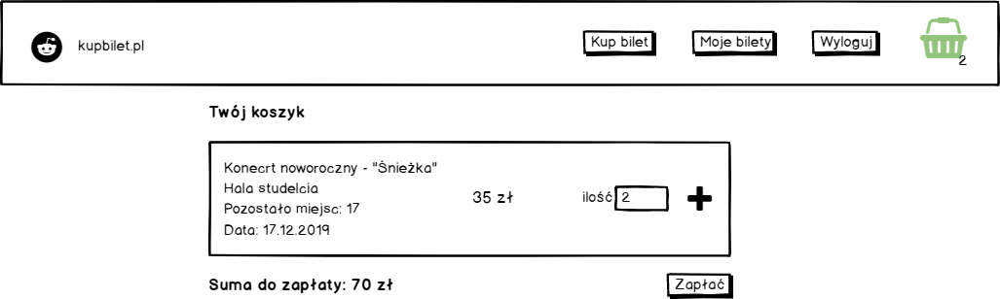 kupbilet.pl
Kup bilet
Moje bilety
Wyloguj
2
Twój koszyk
Konecrt noworoczny - "Śnieżka"
Hala studelcia
Pozostało miejsc: 17
Data: 17.12.2019
35 zł
ilość 2
Suma do zapłaty: 70 zł
Zapłać